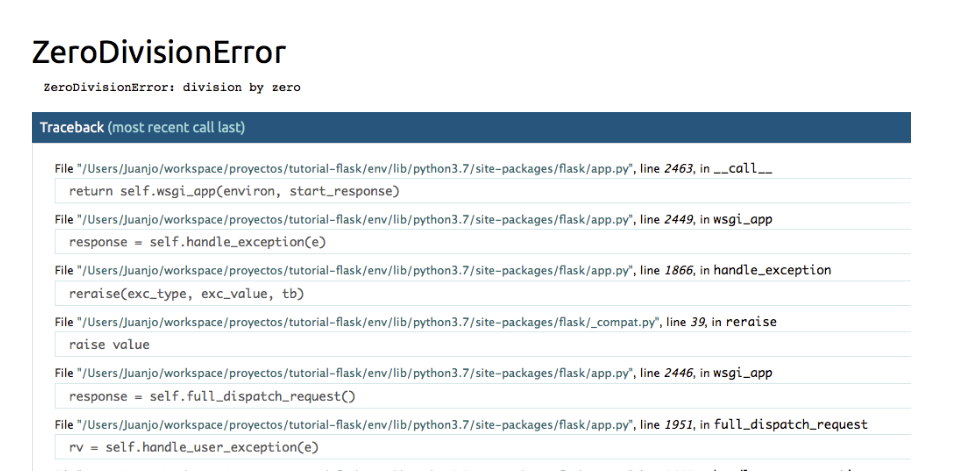 ZeroDivisionError
ZeroDivisionError: division by zero
Traceback (most recent call last)
File "/Users/Juanjo/workspace/proyectos/tutorial-flask/env/lib/python3.7/site-packages/flask/app.py", line 2463, in __call__
return self.wsgi_app(environ, start_response)
File "/Users/Juanjo/workspace/proyectos/tutorial-flask/env/lib/python3.7/site-packages/flask/app.py", line 2449, in wsgi_app
response = self.handle_exception(e)
File "/Users/Juanjo/workspace/proyectos/tutorial-flask/env/lib/python3.7/site-packages/flask/app.py", line 1866, in handle_exception
reraise(exc_type, exc_value, tb)
File "/Users/Juanjo/workspace/proyectos/tutorial-flask/env/lib/python3.7/site-packages/flask/_compat.py", line 39, in reraise
raise value
File "/Users/Juanjo/workspace/proyectos/tutorial-flask/env/lib/python3.7/site-packages/flask/app.py", line 2446, in wsgi_app
response = self.full_dispatch_request()
File "/Users/Juanjo/workspace/proyectos/tutorial-flask/env/lib/python3.7/site-packages/flask/app.py", line 1951, in full_dispatch_request
rv = self.handle_user_exception(e)